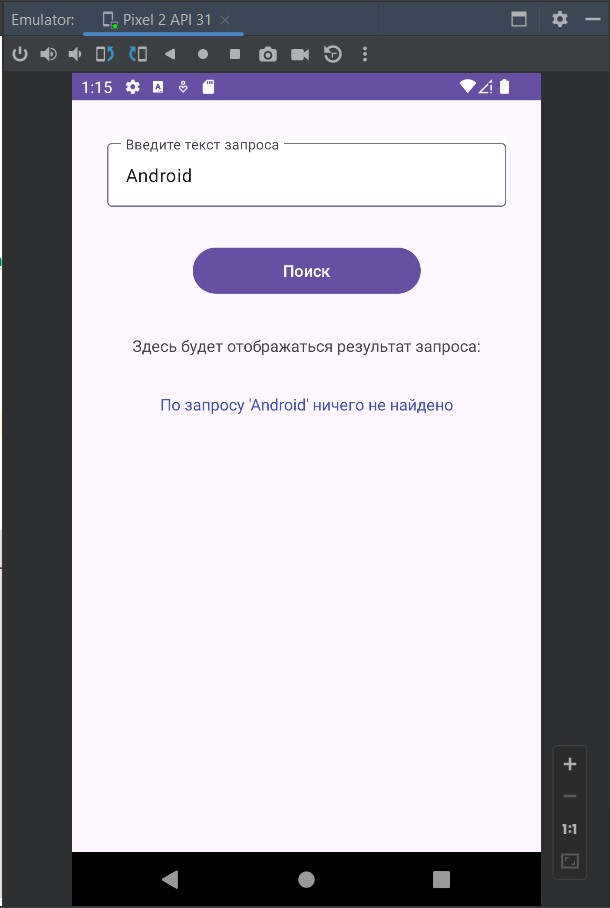 Emulator: Pixel 2 API 31
1:15
Введите текст запроса
Android
Поиск
Здесь будет отображаться результат запроса:
По запросу 'Android' ничего не найдено
1:1